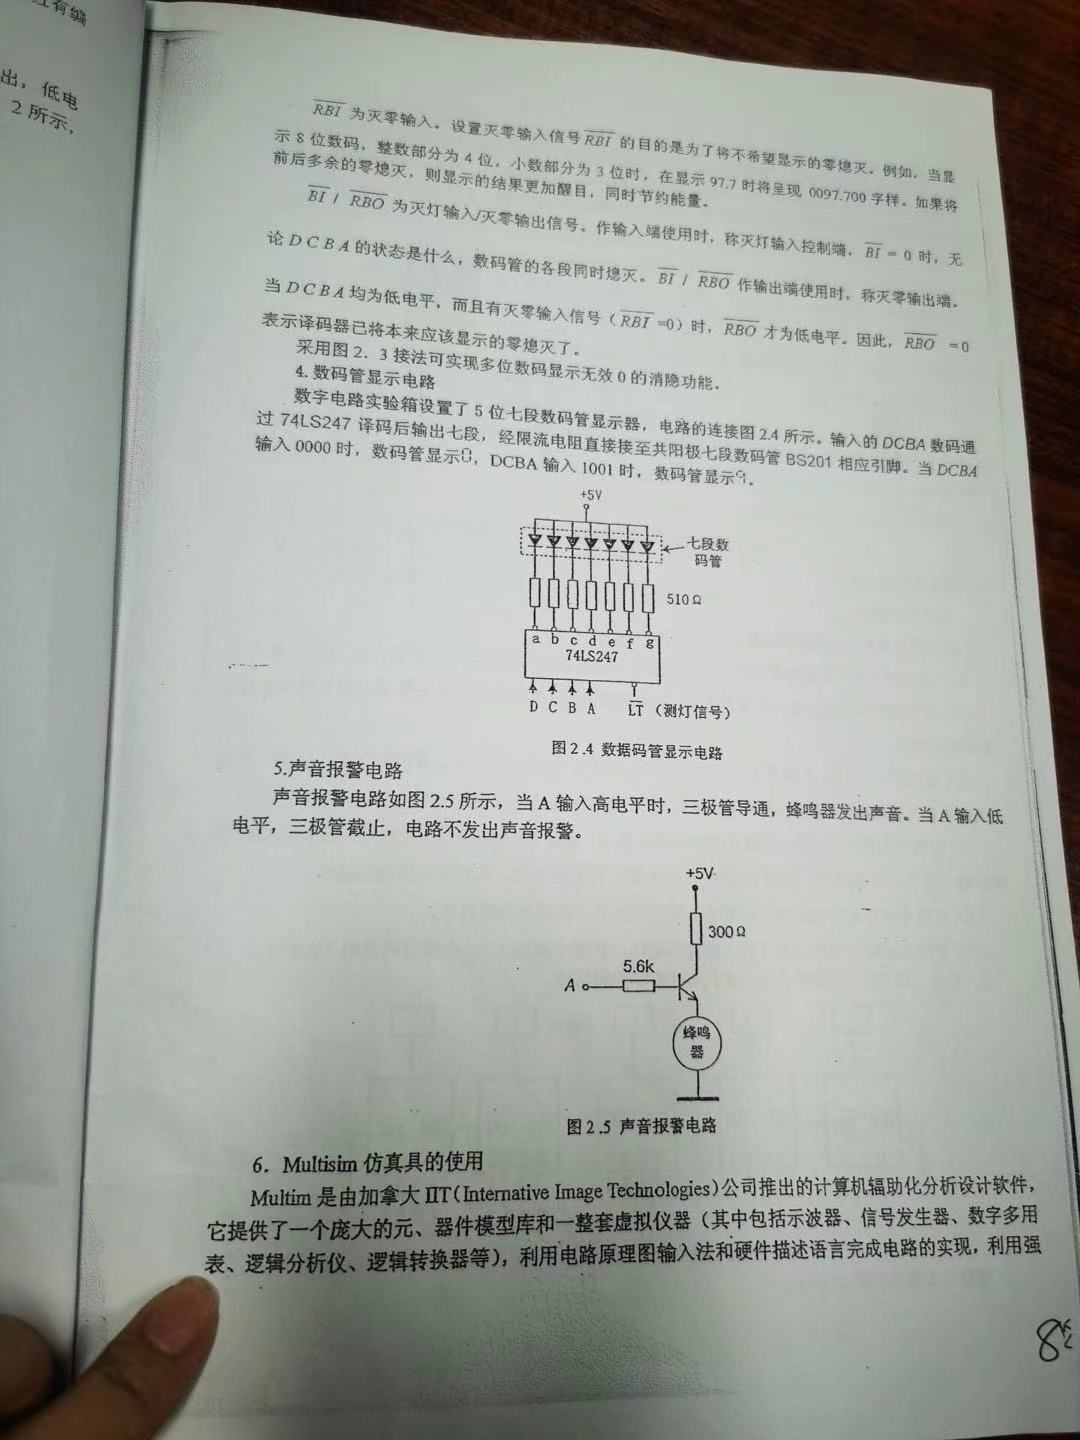 江有编
出，低电
2所示，
RBI 为灭零输入。设置灭零输入信号RBI 的目的是为了将不希望显示的零熄灭。例如，当显
示 8 位数码，整数部分为 4 位，小数部分为 3 位时，在显示 97.7 时将呈现 0097.700 字样。如果将
前后多余的零熄灭，则显示的结果更加醒目，同时节约能量。
BI / RBO 为灭灯输入/灭零输出信号。作输入端使用时，称灭灯输入控制端，BI = 0 时，无
论 D C B A 的状态是什么，数码管的各段同时熄灭。BI / RBO 作输出端使用时，称灭零输出端。
当 D C B A 均为低电平，而且有灭零输入信号（RBI =0）时，RBO 才为低电平。因此，RBO =0
表示译码器已将本来应该显示的零熄灭了。
采用图 2．3 接法可实现多位数码显示无效 0 的消隐功能。
4. 数码管显示电路
数字电路实验箱设置了 5 位七段数码管显示器，电路的连接图 2.4 所示。输入的 DCBA 数码通
过 74LS247 译码后输出七段，经限流电阻直接接至共阳极七段数码管 BS201 相应引脚。当 DCBA
输入 0000 时，数码管显示0，DCBA 输入 1001 时，数码管显示9。
+5V
七段数
码管
510Ω
a b c d e f g
74LS247
D C B A LT（测灯信号）
图 2.4 数据码管显示电路
5.声音报警电路
声音报警电路如图 2.5 所示，当 A 输入高电平时，三极管导通，蜂鸣器发出声音。当 A 输入低
电平，三极管截止，电路不发出声音报警。
+5V
300Ω
5.6k
A
蜂鸣
器
图 2.5 声音报警电路
6．Multisim 仿真具的使用
Multim 是由加拿大 IIT（Internative Image Technologies）公司推出的计算机辐助化分析设计软件，
它提供了一个庞大的元、器件模型库和一整套虚拟仪器（其中包括示波器、信号发生器、数字多用
表、逻辑分析仪、逻辑转换器等），利用电路原理图输入法和硬件描述语言完成电路的实现，利用强
8